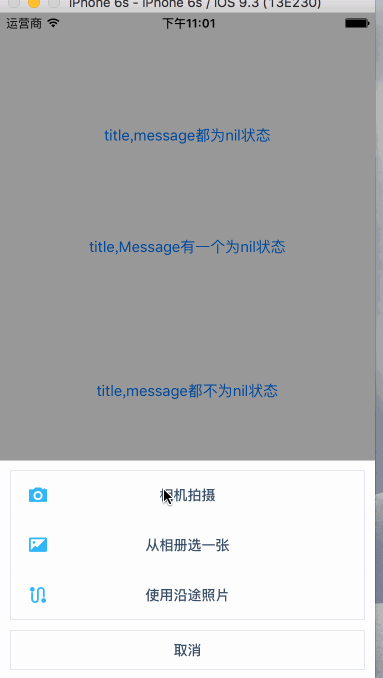 iPhone 6s - iPhone 6s / iOS 9.3 (13E230)
运营商 下午11:01
title,message都为nil状态
title,Message有一个为nil状态
title,message都不为nil状态
相机拍摄
从相册选一张
使用沿途照片
取消